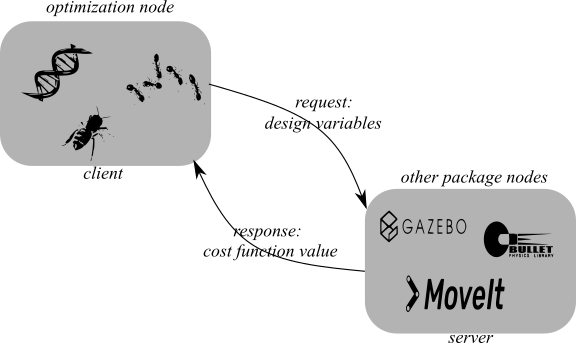 optimization node
request:
design variables
client
other package nodes
GAZEBO
BULLET
PHYSICS LIBRARY
response:
cost function value
MoveIt
server